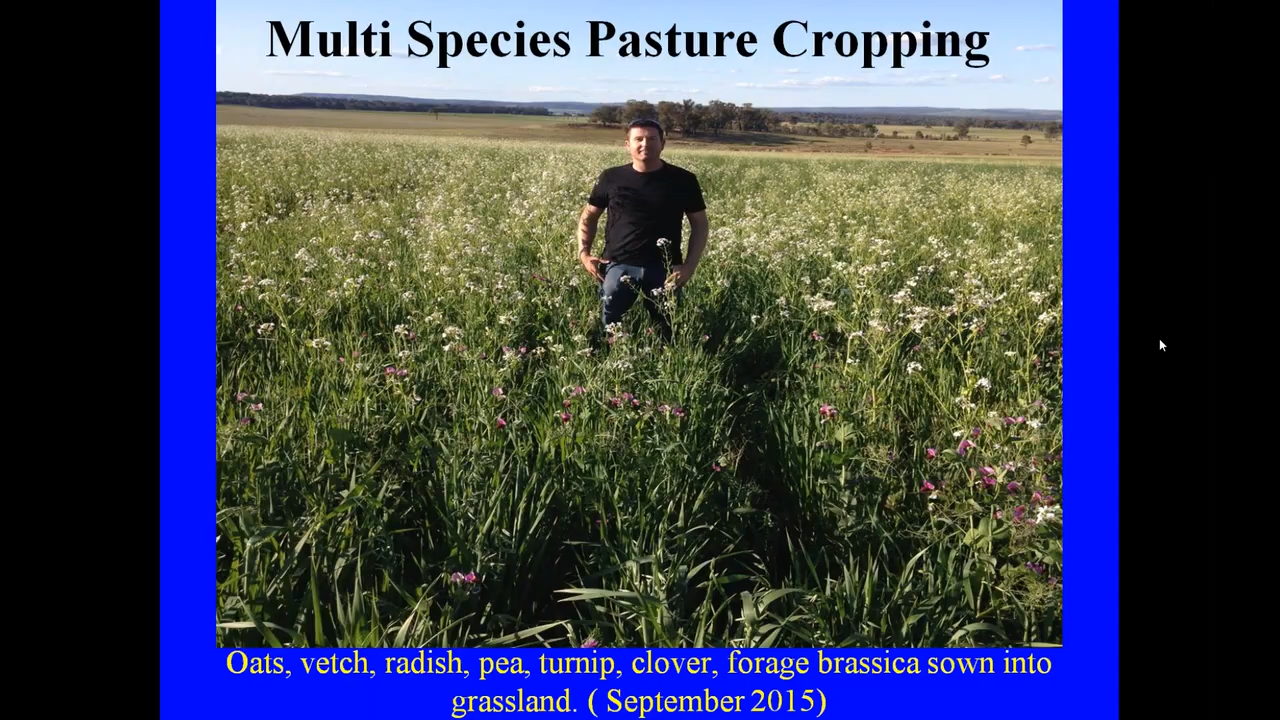 Multi Species Pasture Cropping
Oats, vetch, radish, pea, turnip, clover, forage brassica sown into
grassland. ( September 2015)